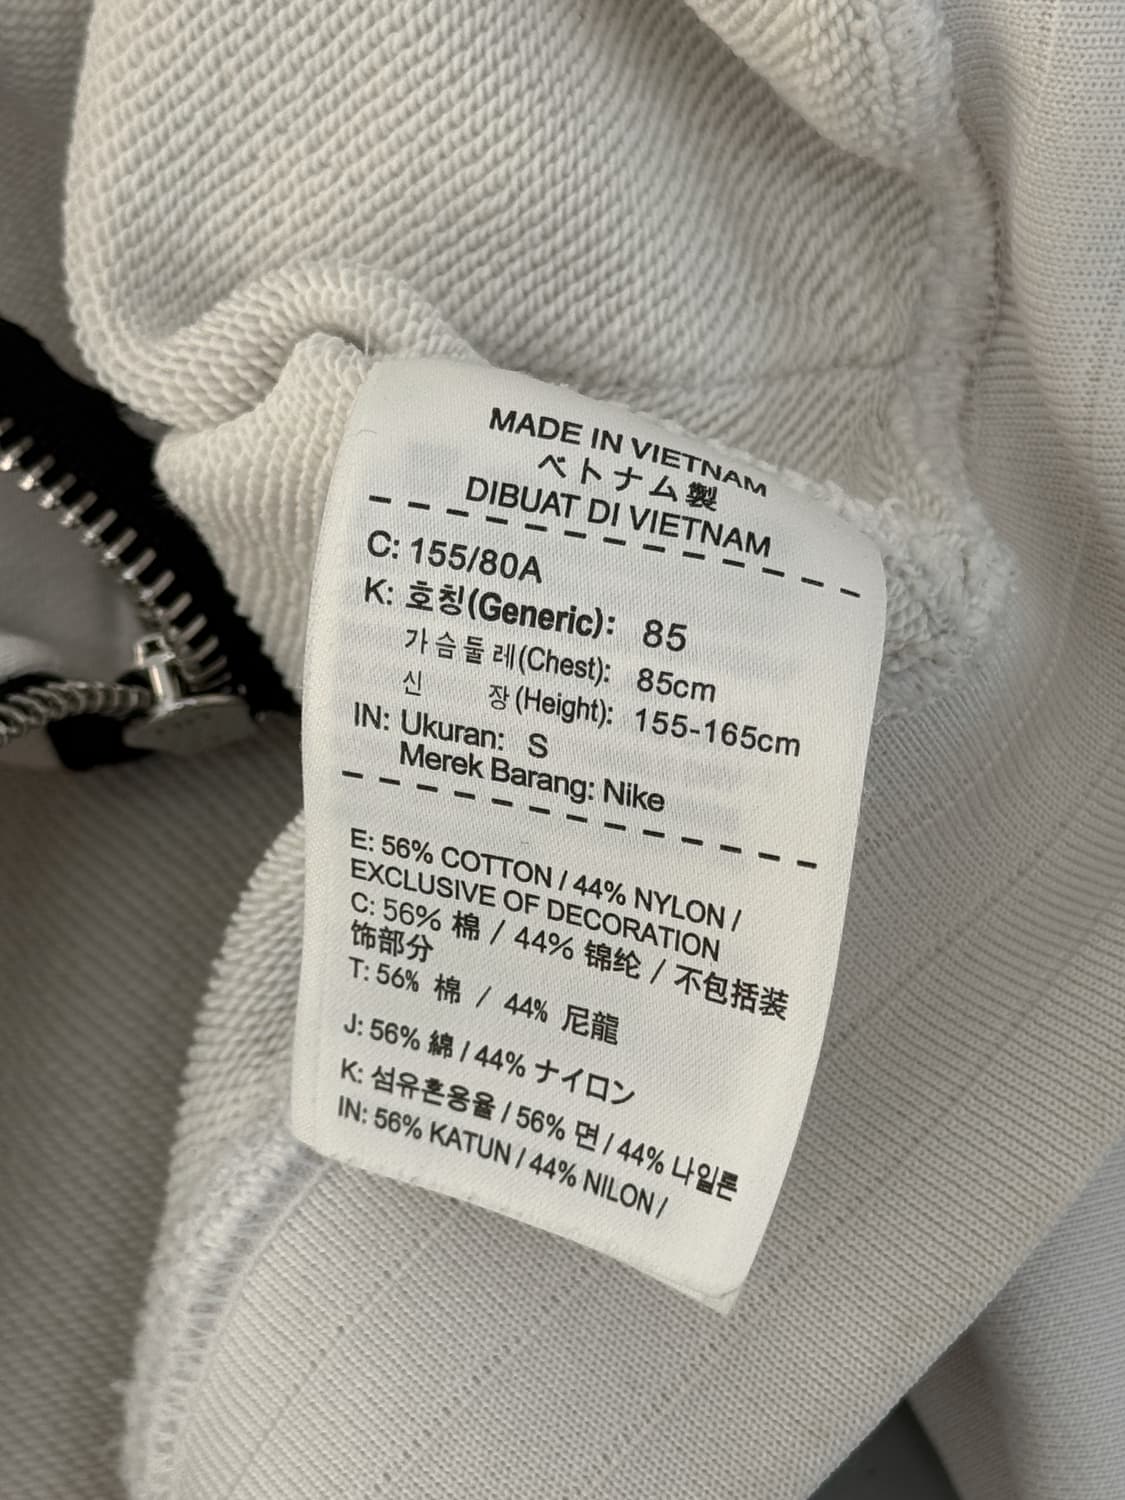 MADE IN VIETNAM
ベトナム製
DIBUAT DI VIETNAM
C: 155/80A
K: 호칭(Generic): 85
가슴둘레(Chest): 85cm
신 장(Height): 155-165cm
IN: Ukuran: S
Merek Barang: Nike
E: 56% COTTON / 44% NYLON /
EXCLUSIVE OF DECORATION
C: 56% 棉 / 44% 锦纶 / 不包括装
饰部分
T: 56% 棉 / 44% 尼龍
J: 56% 綿 / 44% ナイロン
K: 섬유혼용율 / 56% 면 / 44% 나일론
IN: 56% KATUN / 44% NILON /